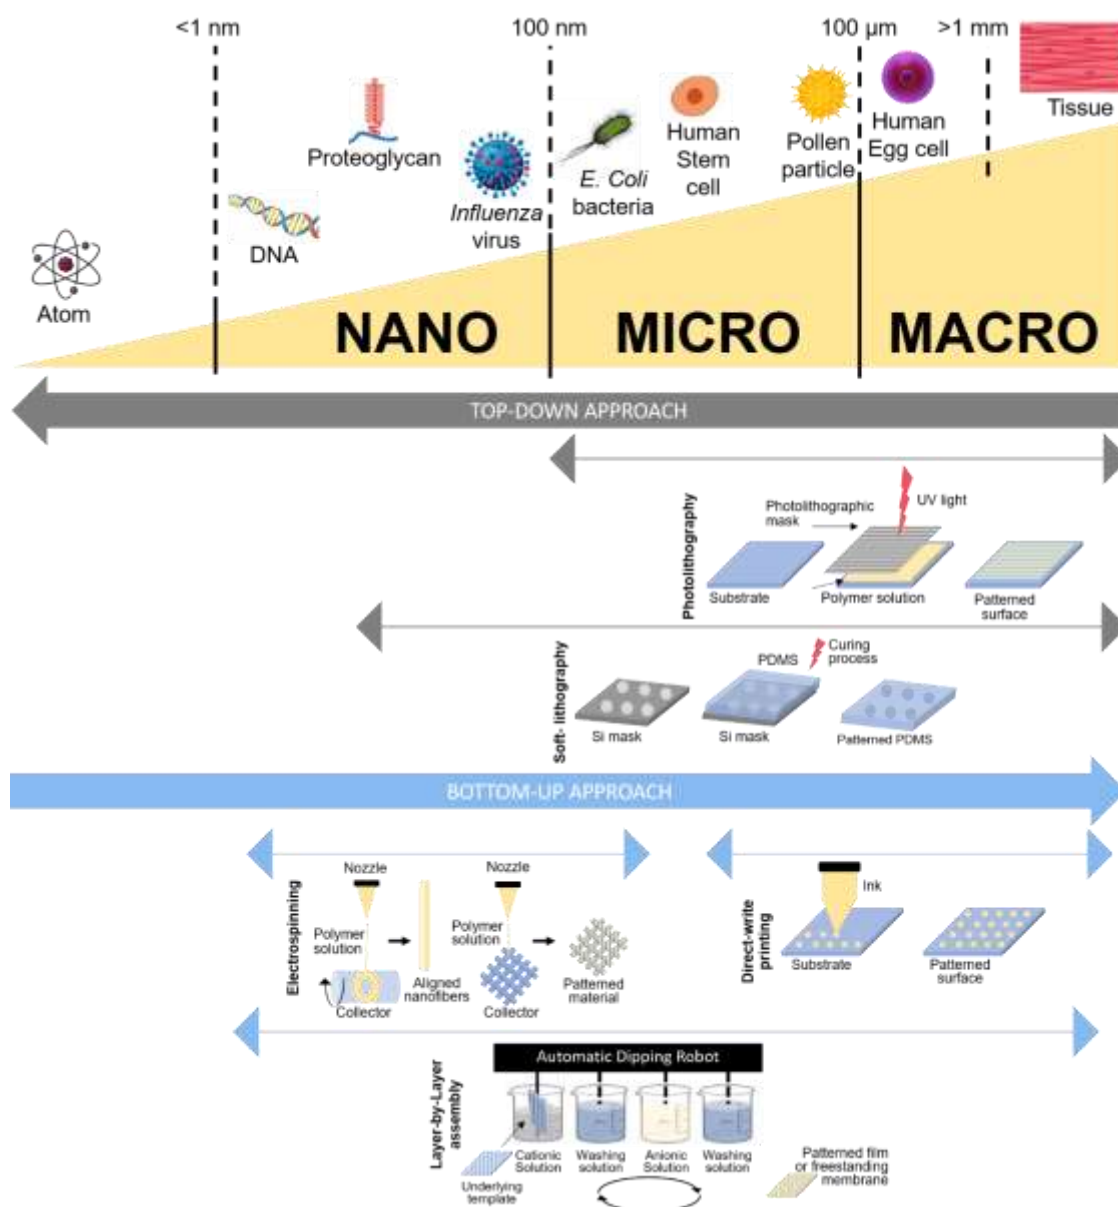 <1 nm
100 nm
100 µm
>1 mm
Tissue
Proteoglycan
Human
Stem
cell
Pollen
particle
Human
Egg cell
E. Coli
bacteria
Influenza
virus
DNA
Atom
NANO
MICRO
MACRO
TOP-DOWN APPROACH
Photolithography
Photolithographic
mask
UV light
Substrate
Polymer solution
Patterned
surface
Soft- lithography
PDMS
Curing
process
Si mask
Si mask
Patterned PDMS
BOTTOM-UP APPROACH
Electrospinning
Nozzle
Polymer
solution
Collector
Aligned
nanofibers
Nozzle
Polymer
solution
Collector
Patterned
material
Direct-write
printing
Ink
Substrate
Patterned
surface
Layer-by-Layer
assembly
Automatic Dipping Robot
Cationic
Solution
Washing
solution
Anionic
Solution
Washing
solution
Underlying
template
Patterned film
or freestanding
membrane